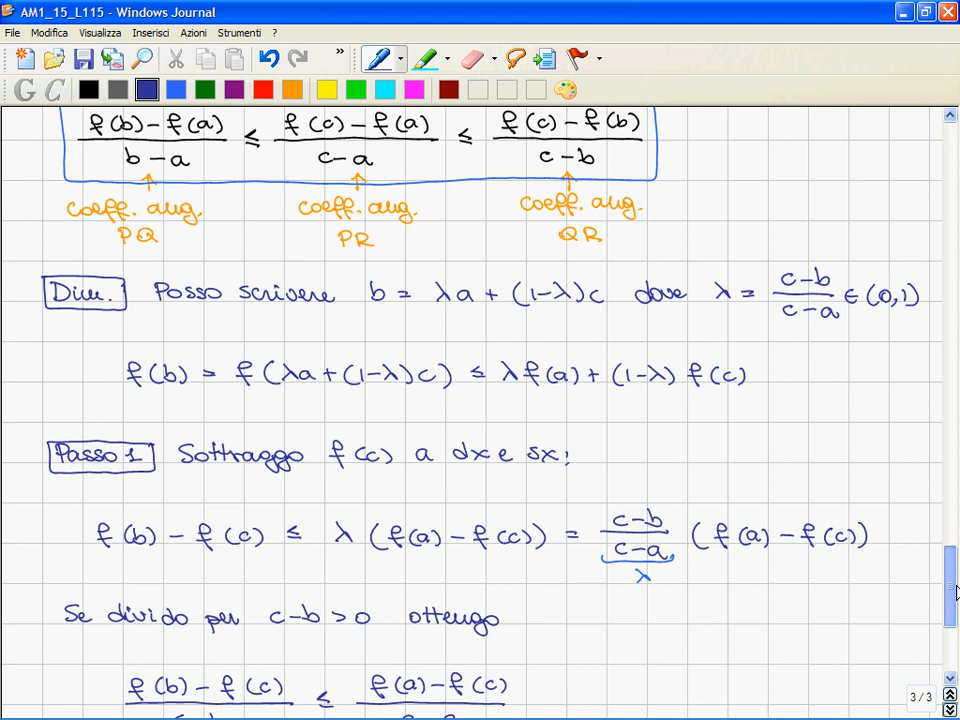 AM1_15_L115 - Windows Journal
File Modifica Visualizza Inserisci Azioni Strumenti ?
f(b)-f(a) / b-a ≤ f(c)-f(a) / c-a ≤ f(c)-f(b) / c-b
coeff. ang. PQ
coeff. ang. PR
coeff. ang. QR
Dim. Posso scrivere b = λa + (1-λ)c dove λ = c-b / c-a ∈ (0,1)
f(b) = f(λa+(1-λ)c) ≤ λf(a)+(1-λ) f(c)
Passo 1 Sottraggo f(c) a dx e sx:
f(b) - f(c) ≤ λ (f(a) - f(c)) = c-b / c-a (f(a) - f(c))
λ
Se divido per c-b > 0 ottengo
f(b) - f(c) ≤ f(a) - f(c)
3 / 3